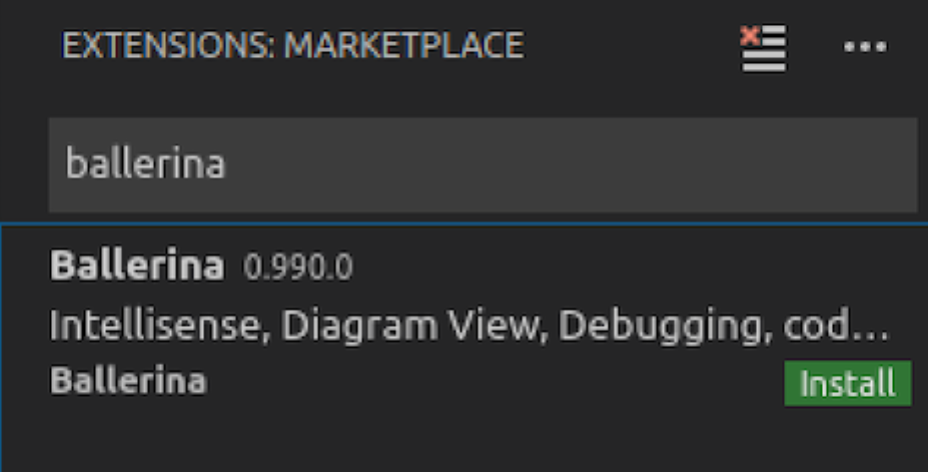 EXTENSIONS: MARKETPLACE
ballerina
Ballerina 0.990.0
Intellisense, Diagram View, Debugging, cod...
Ballerina Install